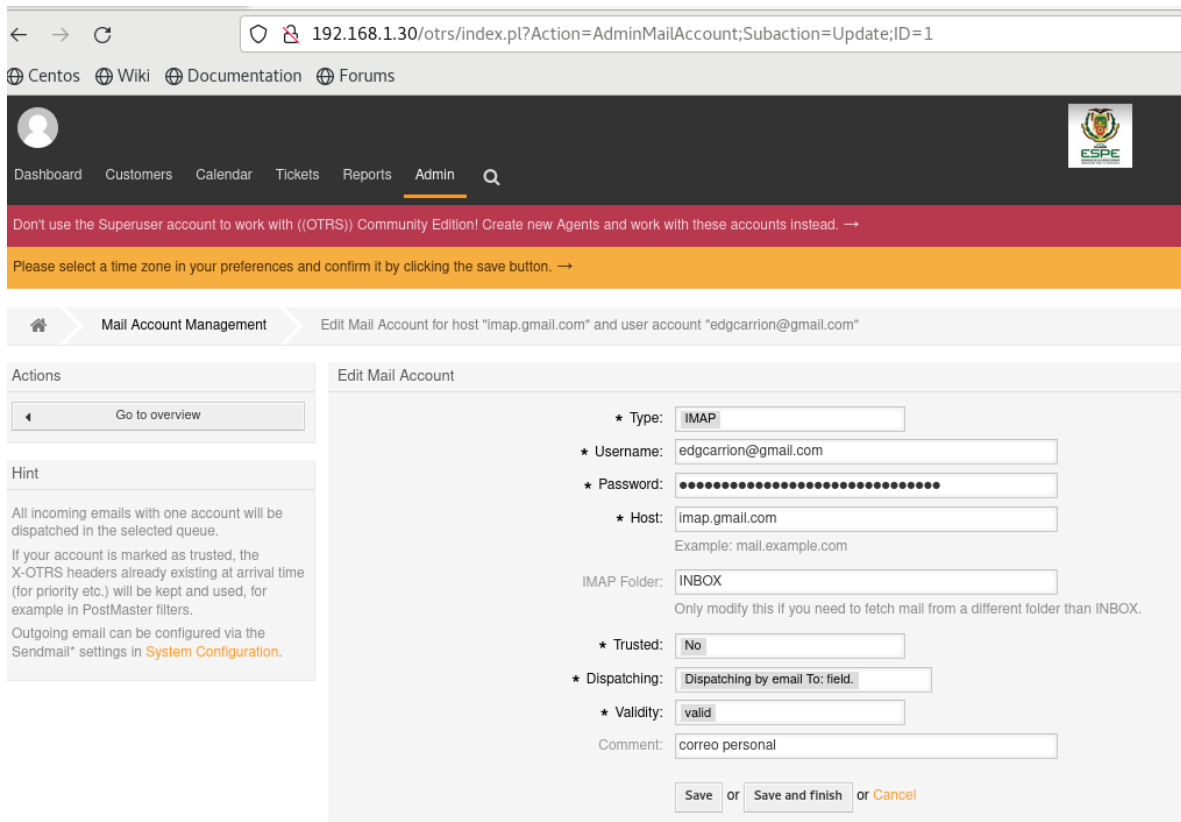 192.168.1.30/otrs/index.pl?Action=AdminMailAccount;Subaction=Update;ID=1
Centos Wiki Documentation Forums
ESPE
Dashboard Customers Calendar Tickets Reports Admin
Don't use the Superuser account to work with ((OTRS)) Community Edition! Create new Agents and work with these accounts instead. →
Please select a time zone in your preferences and confirm it by clicking the save button. →
Mail Account Management Edit Mail Account for host "imap.gmail.com" and user account "edgcarrion@gmail.com"
Actions
Go to overview
Hint
All incoming emails with one account will be
dispatched in the selected queue.
If your account is marked as trusted, the
X-OTRS headers already existing at arrival time
(for priority etc.) will be kept and used, for
example in PostMaster filters.
Outgoing email can be configured via the
Sendmail* settings in System Configuration.
Edit Mail Account
★ Type: IMAP
★ Username: edgcarrion@gmail.com
★ Password: ●●●●●●●●●●●●●●●●●●●●●●●●●●●●●●●
★ Host: imap.gmail.com
Example: mail.example.com
IMAP Folder: INBOX
Only modify this if you need to fetch mail from a different folder than INBOX.
★ Trusted: No
★ Dispatching: Dispatching by email To: field.
★ Validity: valid
Comment: correo personal
Save or Save and finish or Cancel